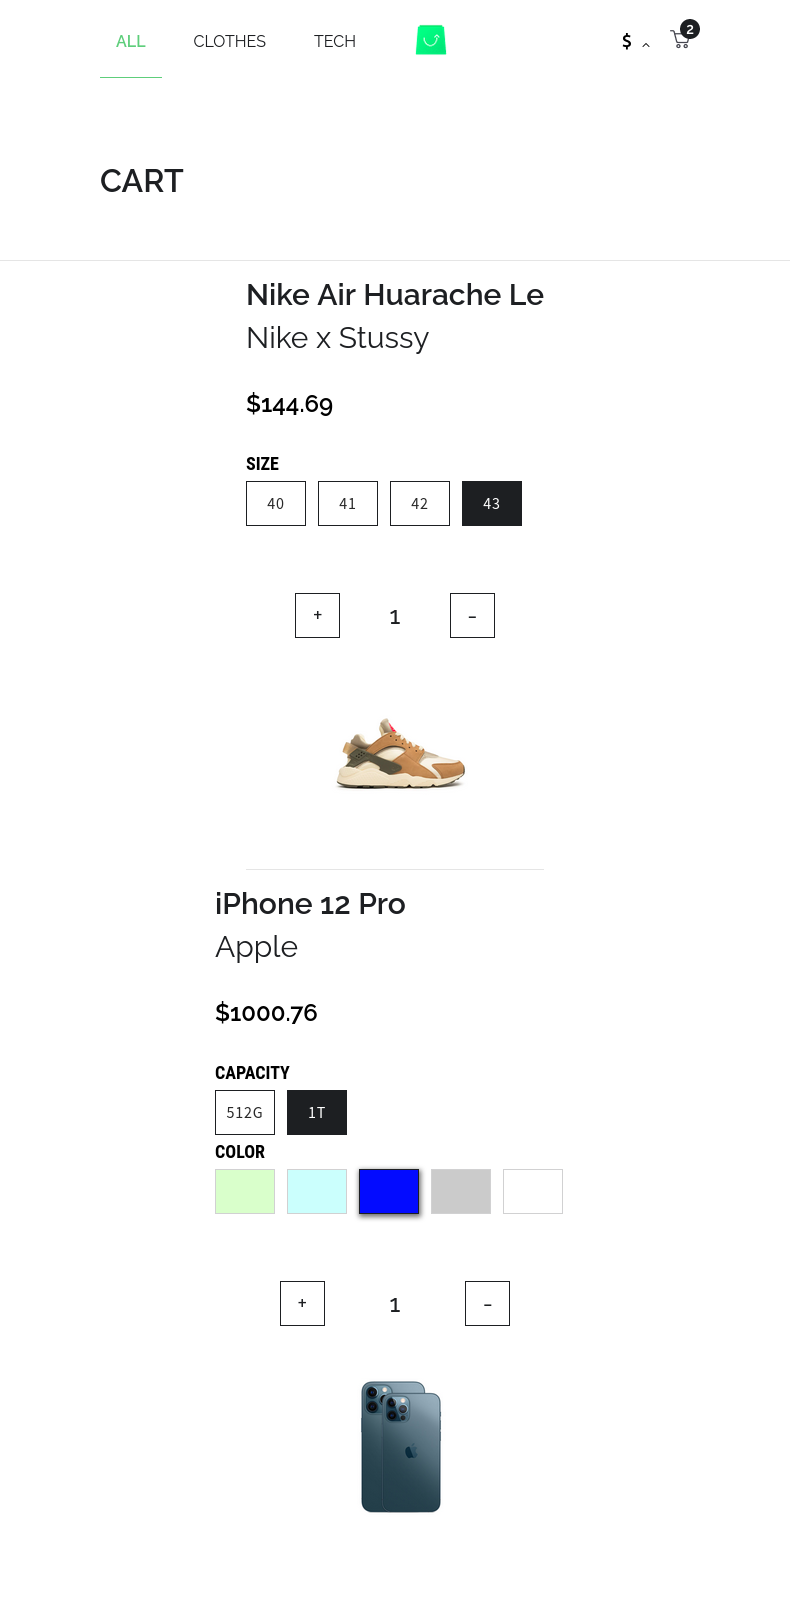 ALL CLOTHES TECH $ 2
CART
Nike Air Huarache Le
Nike x Stussy
$144.69
SIZE
40 41 42 43
+ 1 -
iPhone 12 Pro
Apple
$1000.76
CAPACITY
512G 1T
COLOR
+ 1 -